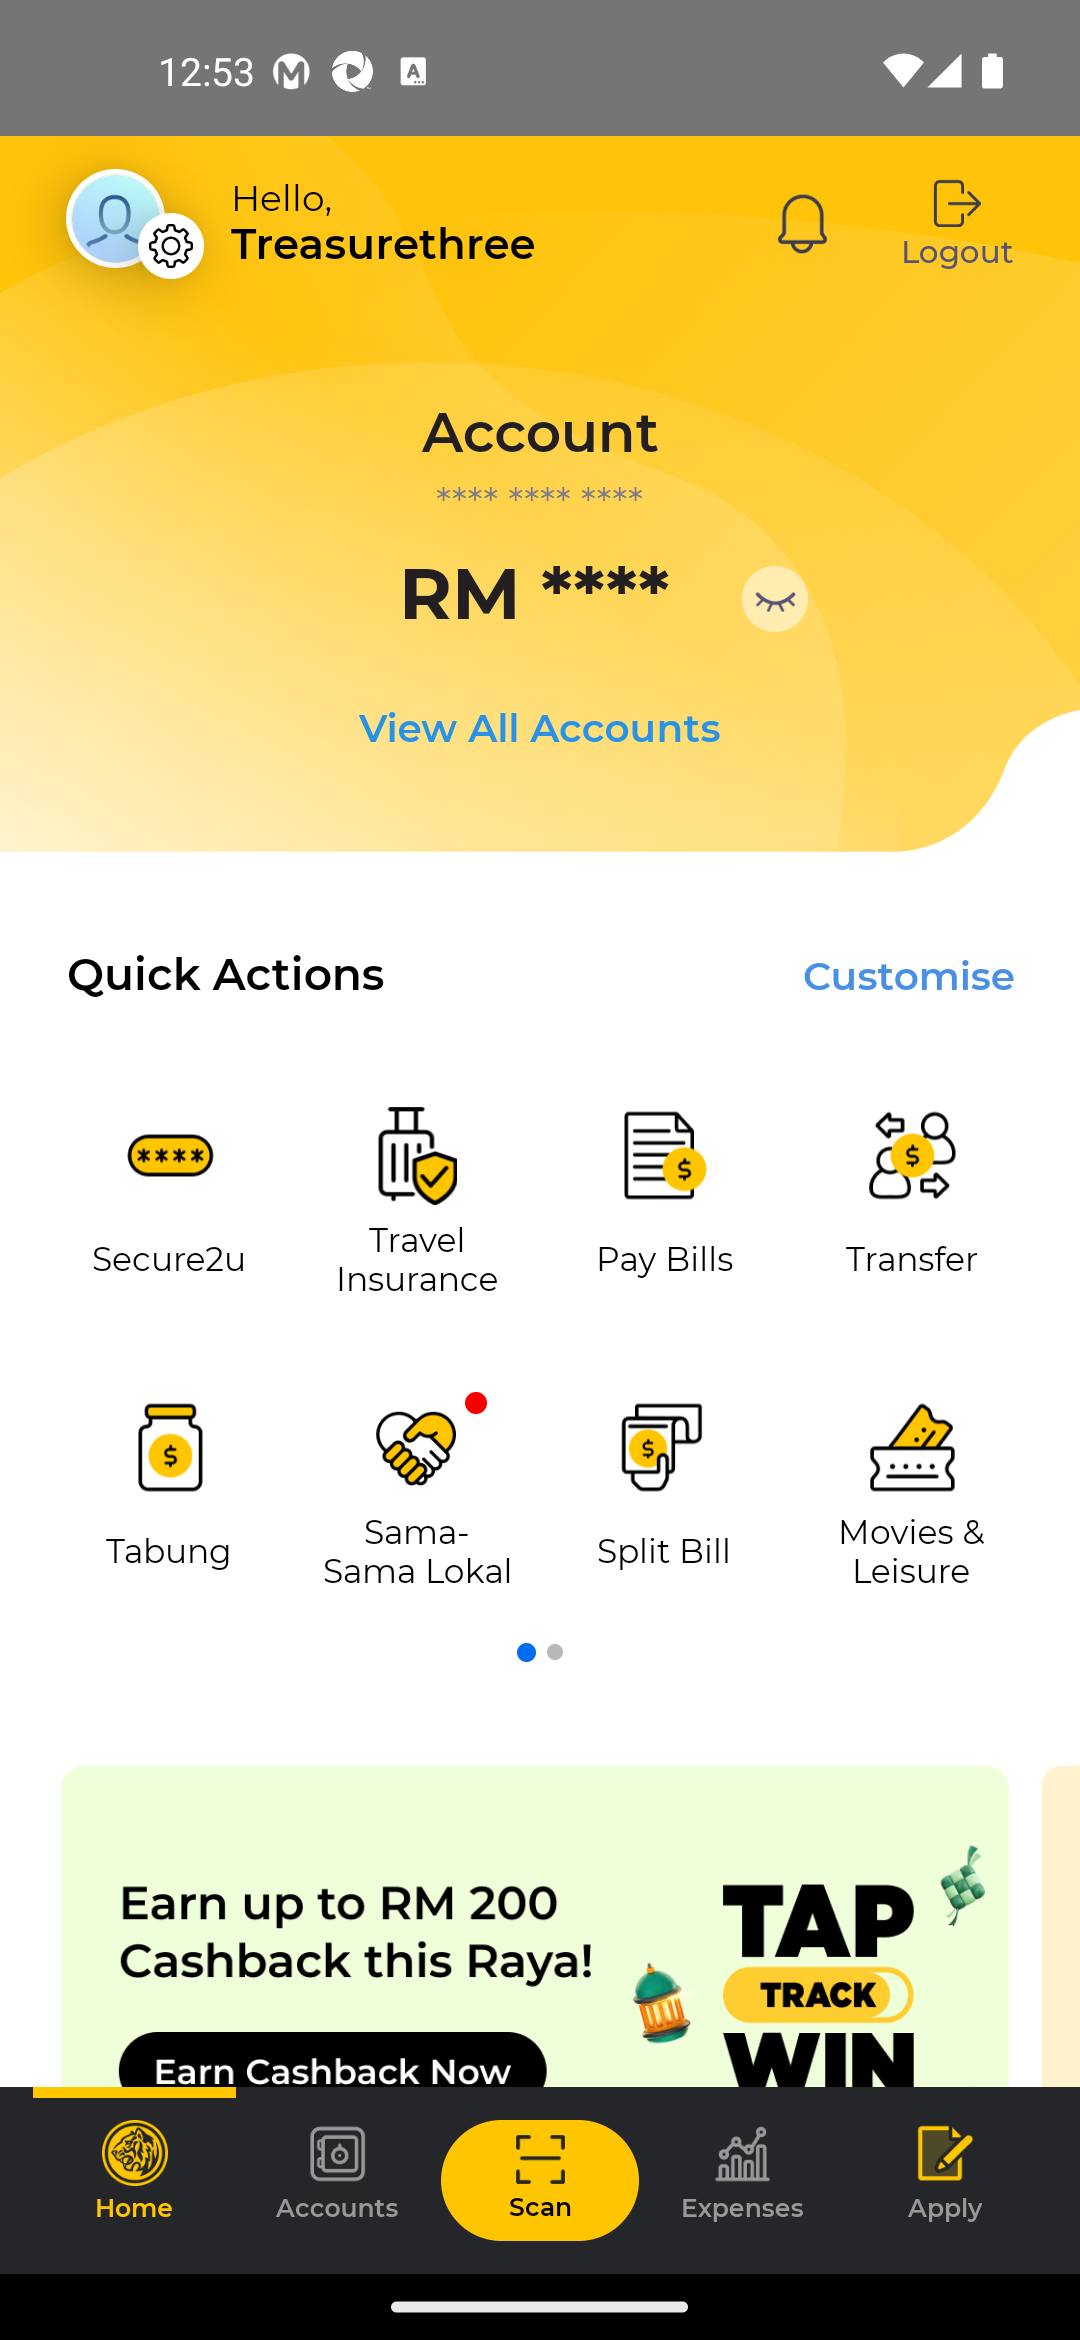 12:53
Hello,
Treasurethree
Logout
Account
**** **** ****
RM ****
View All Accounts
Quick Actions
Customise
****
Secure2u
Travel
Insurance
$
Pay Bills
$
Transfer
$
Tabung
Sama-
Sama Lokal
$
Split Bill
Movies &
Leisure
Earn up to RM 200
Cashback this Raya!
Earn Cashback Now
TAP
TRACK
WIN
Home
Accounts
Scan
Expenses
Apply